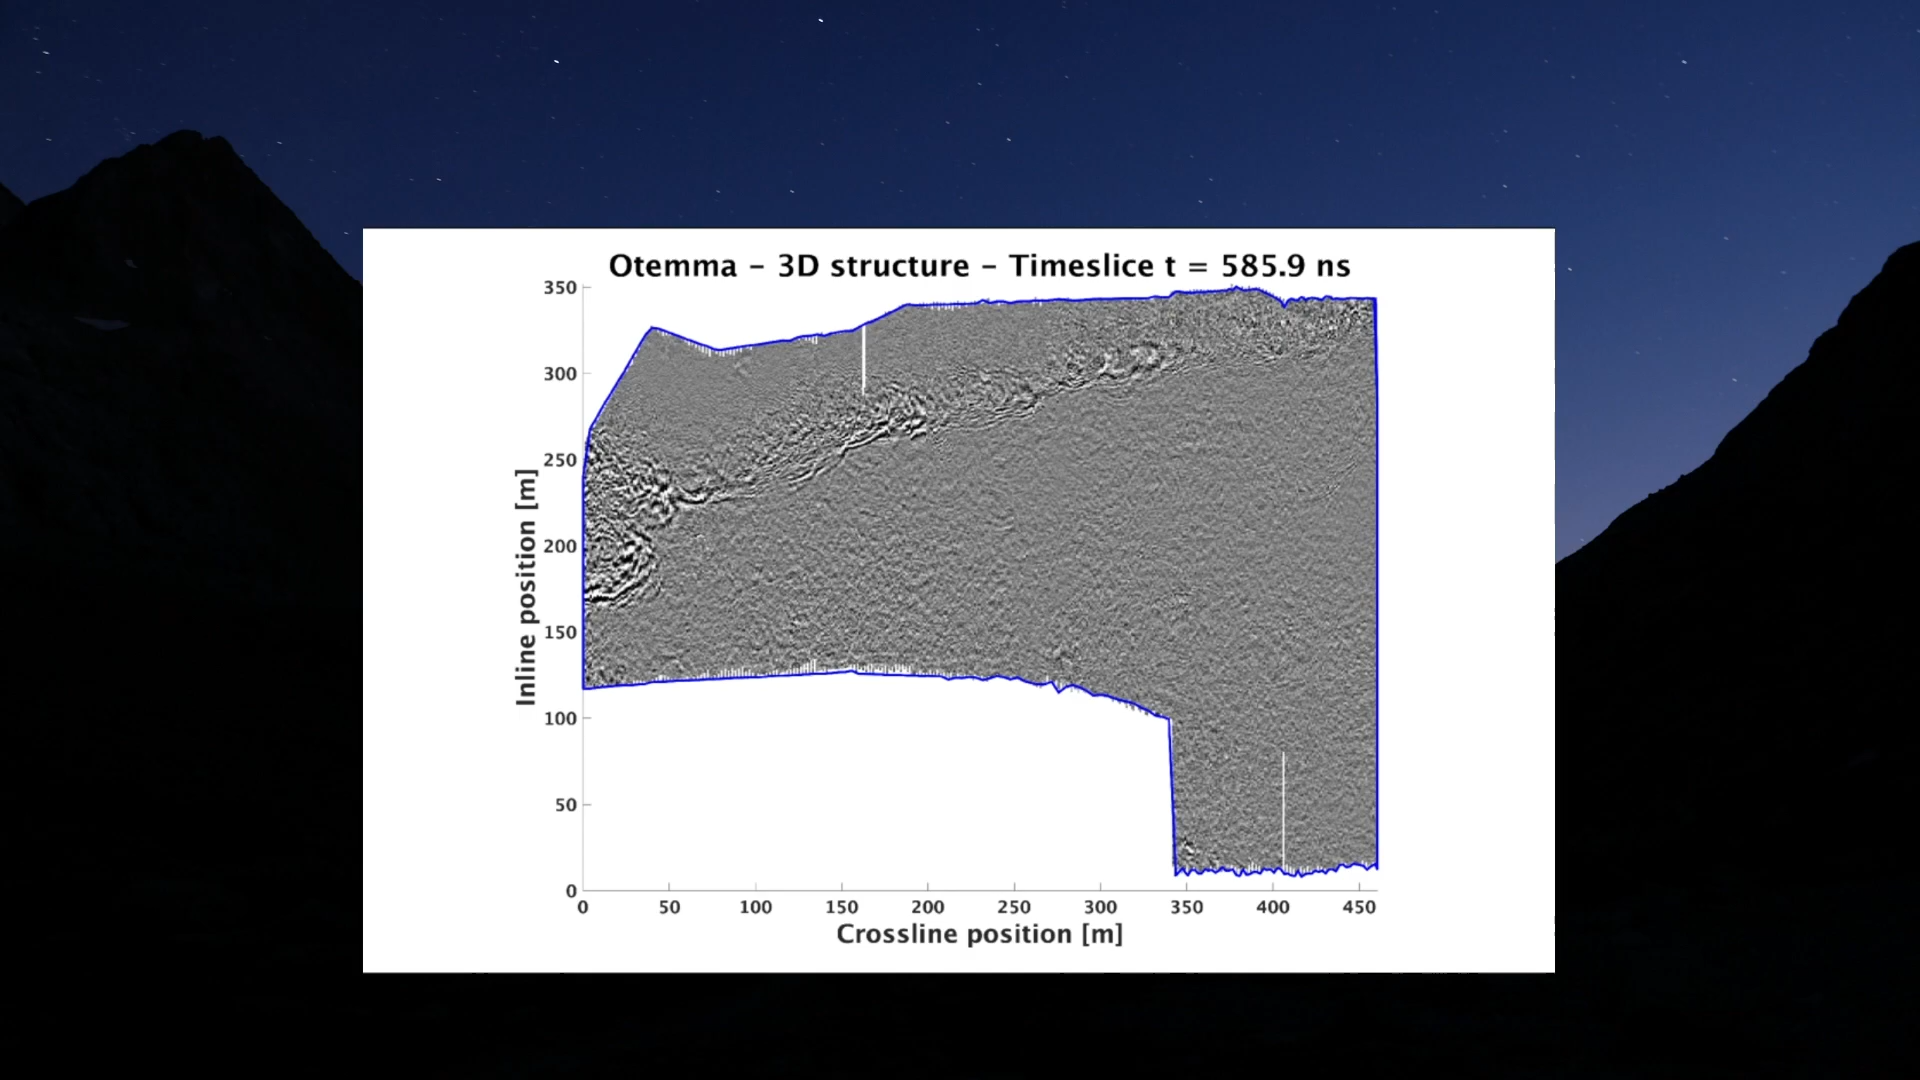 Otemma – 3D structure – Timeslice t = 585.9 ns
350
300
250
200
150
100
50
0
Inline position [m]
0 50 100 150 200 250 300 350 400 450
Crossline position [m]